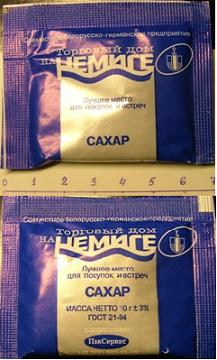 Совместное белорусско-германское предприятие
Торговый дом
НА НЕМИГЕ
Лучшее место
для покупок и встреч
САХАР
0 1 2 3 4 5 6 7
Совместное белорусско-германское предприятие
Торговый дом
НА НЕМИГЕ
Лучшее место
для покупок и встреч
САХАР
МАССА НЕТТО 10 г ± 3%
ГОСТ 21-94
расфасовано
ПакСервис